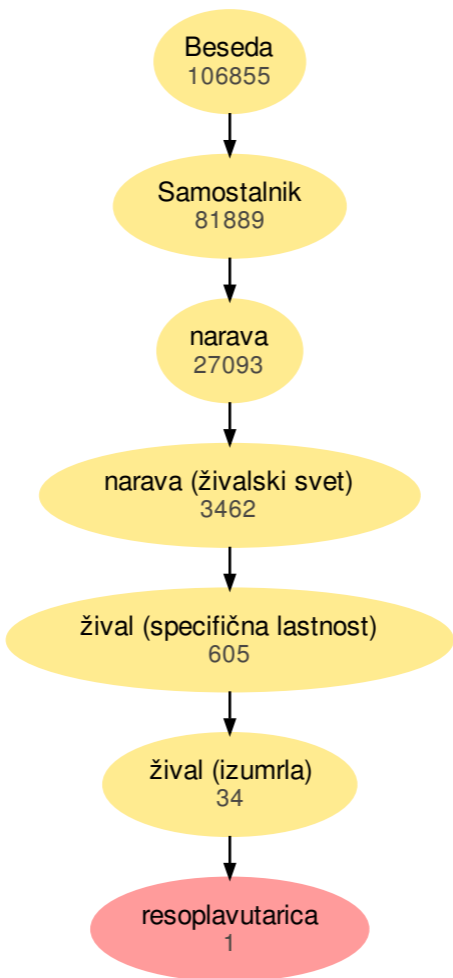 Beseda
106855
Samostalnik
81889
narava
27093
narava (živalski svet)
3462
žival (specifična lastnost)
605
žival (izumrla)
34
resoplavutarica
1